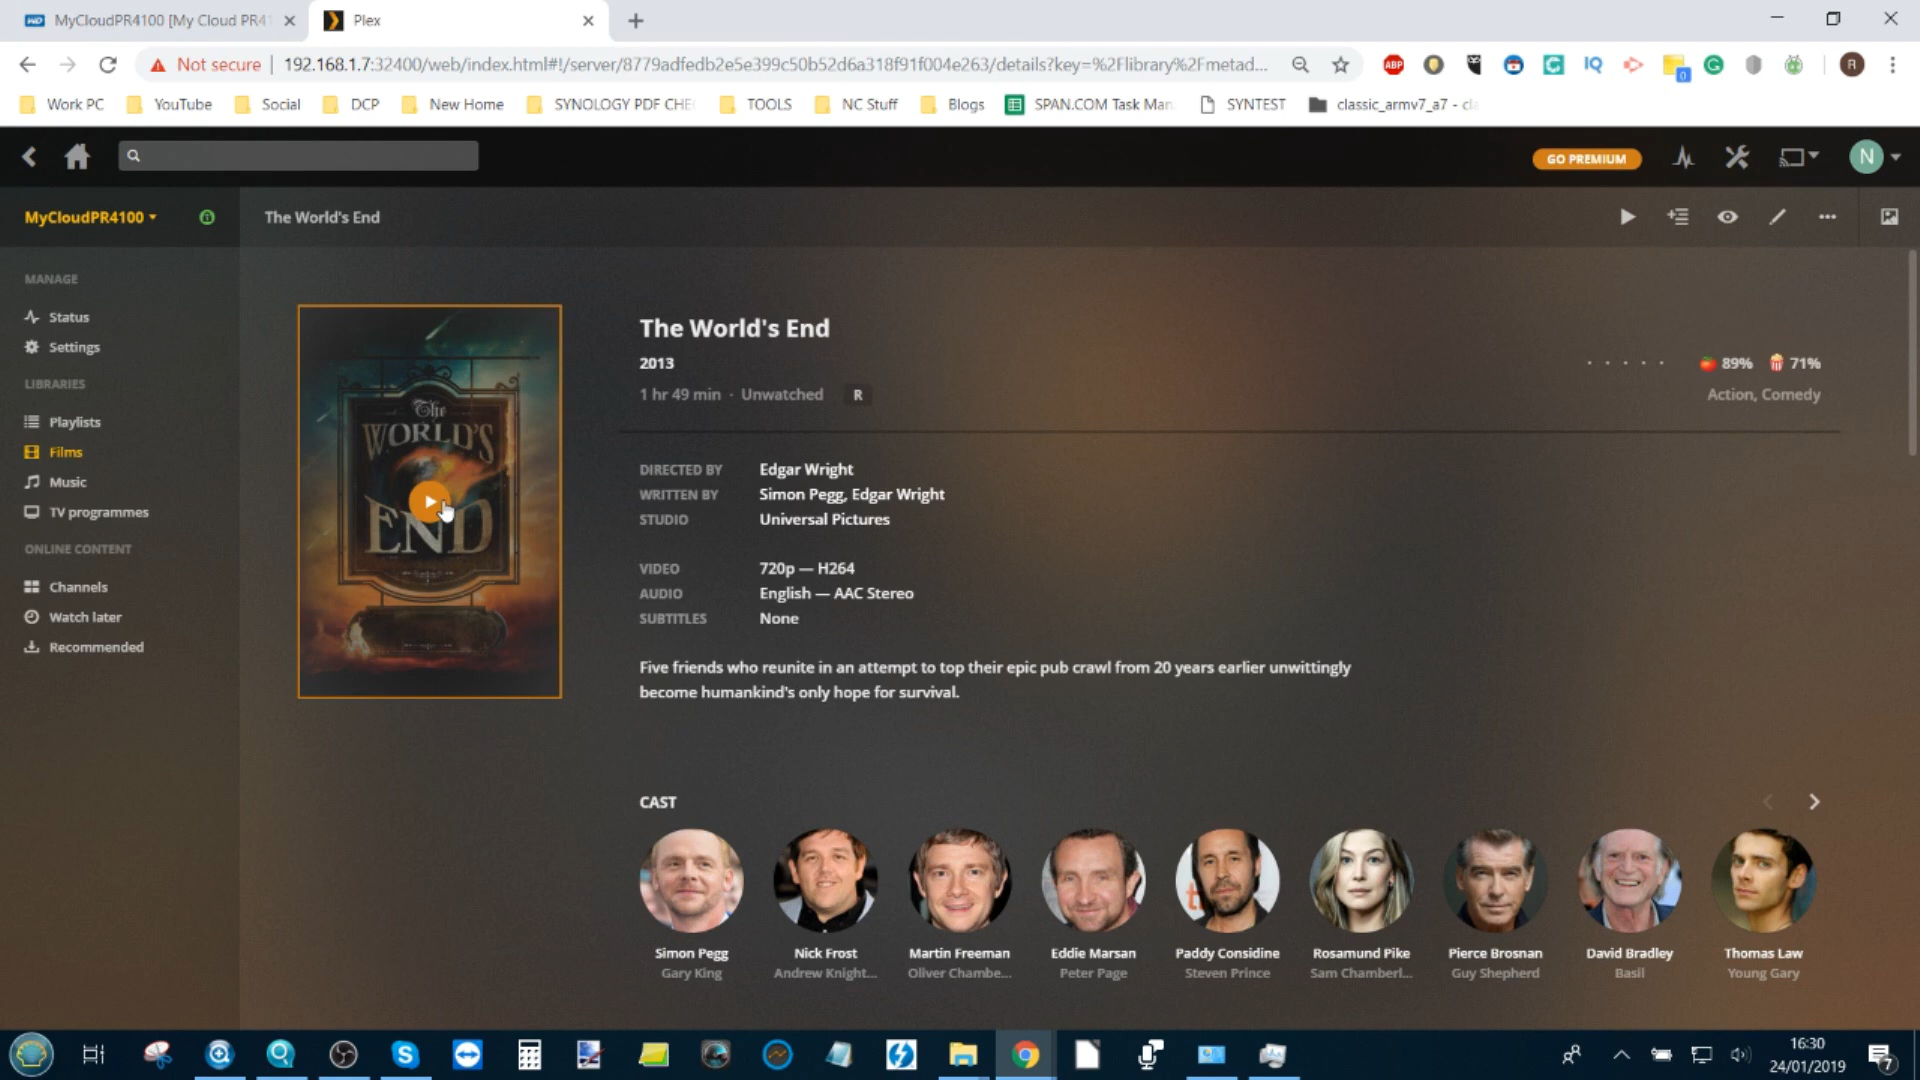 MyCloudPR4100 [My Cloud PR41
Plex
Not secure
192.168.1.7:32400/web/index.html#!/server/8779adfedb2e5e399c50b52d6a318f91f004e263/details?key=%2Flibrary%2Fmetad...
ABP
IQ
0
R
Work PC
YouTube
Social
DCP
New Home
SYNOLOGY PDF CHE
TOOLS
NC Stuff
Blogs
SPAN.COM Task Man
SYNTEST
classic_armv7_a7 - cla
GO PREMIUM
N
MyCloudPR4100
The World's End
MANAGE
Status
Settings
LIBRARIES
Playlists
Films
Music
TV programmes
ONLINE CONTENT
Channels
Watch later
Recommended
The
WORLD'S
END
The World's End
2013
89%
71%
1 hr 49 min · Unwatched R
Action, Comedy
DIRECTED BY Edgar Wright
WRITTEN BY Simon Pegg, Edgar Wright
STUDIO Universal Pictures
VIDEO 720p — H264
AUDIO English — AAC Stereo
SUBTITLES None
Five friends who reunite in an attempt to top their epic pub crawl from 20 years earlier unwittingly
become humankind's only hope for survival.
CAST
Simon Pegg
Gary King
Nick Frost
Andrew Knight...
Martin Freeman
Oliver Chambe...
Eddie Marsan
Peter Page
Paddy Considine
Steven Prince
Rosamund Pike
Sam Chamberl...
Pierce Brosnan
Guy Shepherd
David Bradley
Basil
Thomas Law
Young Gary
16:30
24/01/2019
7